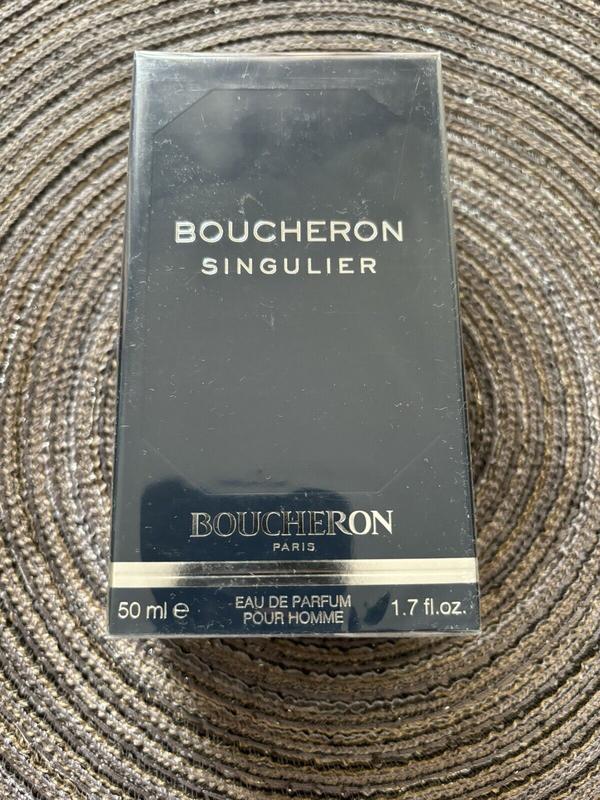 BOUCHERON
SINGULIER
BOUCHERON
PARIS
50 ml ℮ EAU DE PARFUM 1.7 fl.oz.
POUR HOMME